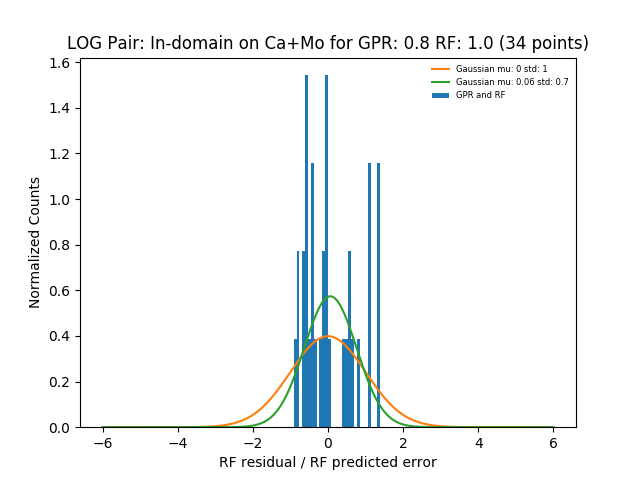 LOG Pair: In-domain on Ca+Mo for GPR: 0.8 RF: 1.0 (34 points)
Gaussian mu: 0 std: 1
Gaussian mu: 0.06 std: 0.7
GPR and RF
Normalized Counts
1.6
1.4
1.2
1.0
0.8
0.6
0.4
0.2
0.0
−6 −4 −2 0 2 4 6
RF residual / RF predicted error